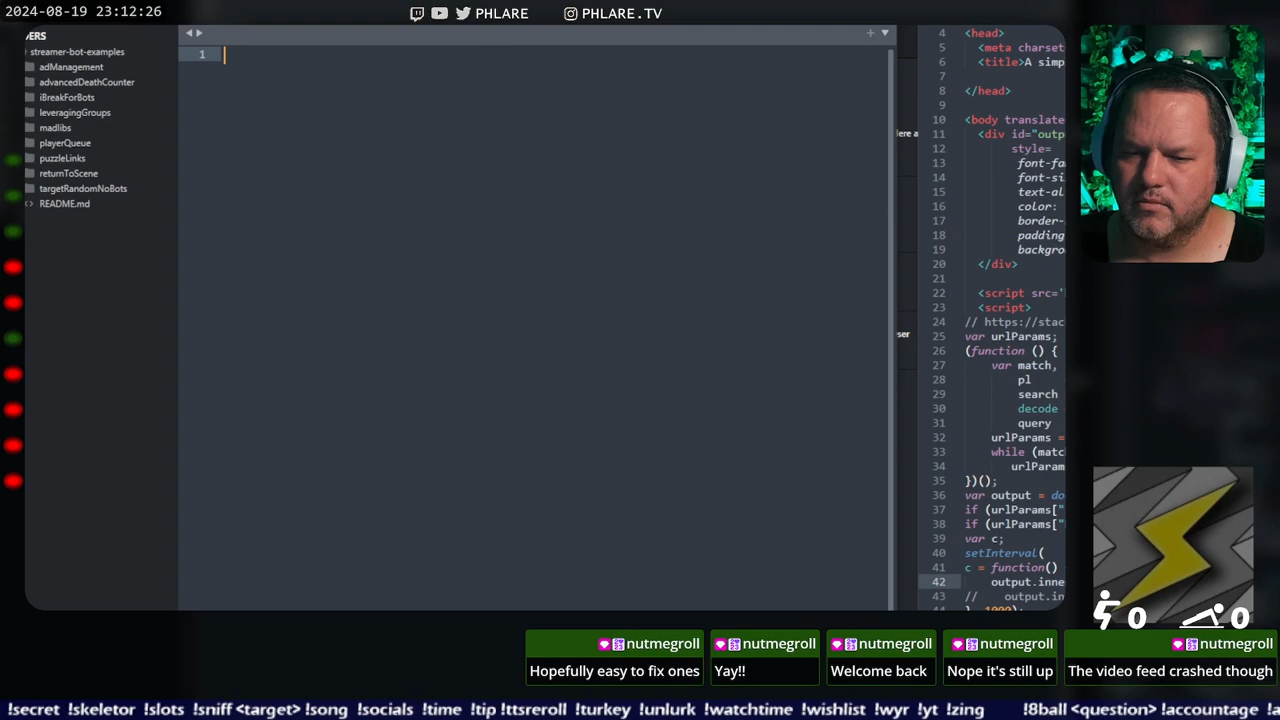 2024-08-19 23:12:26
PHLARE
PHLARE.TV
streamer-bot-examples
adManagement
advancedDeathCounter
iBreakForBots
leveragingGroups
madlibs
playerQueue
puzzleLinks
returnToScene
targetRandomNoBots
<> README.md
1
4 <head>
5 <meta charset
6 <title>A simp
7
8 </head>
9
10 <body translate
11 <div id="outp
12 style=
13 font-fa
14 font-si
15 text-al
16 color:
17 border-
18 padding
19 backgro
20 </div>
21
22 <script src='
23 <script>
24 // https://stac
25 var urlParams;
26 (function () {
27 var match,
28 pl
29 search
30 decode
31 query
32 urlParams =
33 while (matc
34 urlParam
35 })();
36 var output = do
37 if (urlParams["
38 if (urlParams["
39 var c;
40 setInterval(
41 c = function()
42 output.inne
43 // output.in
0
0
nutmegroll
Hopefully easy to fix ones
nutmegroll
Yay!!
nutmegroll
Welcome back
nutmegroll
Nope it's still up
nutmegroll
The video feed crashed though
!secret !skeletor !slots !sniff <target> !song !socials !time !tip !ttsreroll !turkey !unlurk !watchtime !wishlist !wyr !yt !zing !8ball <question> !accountage